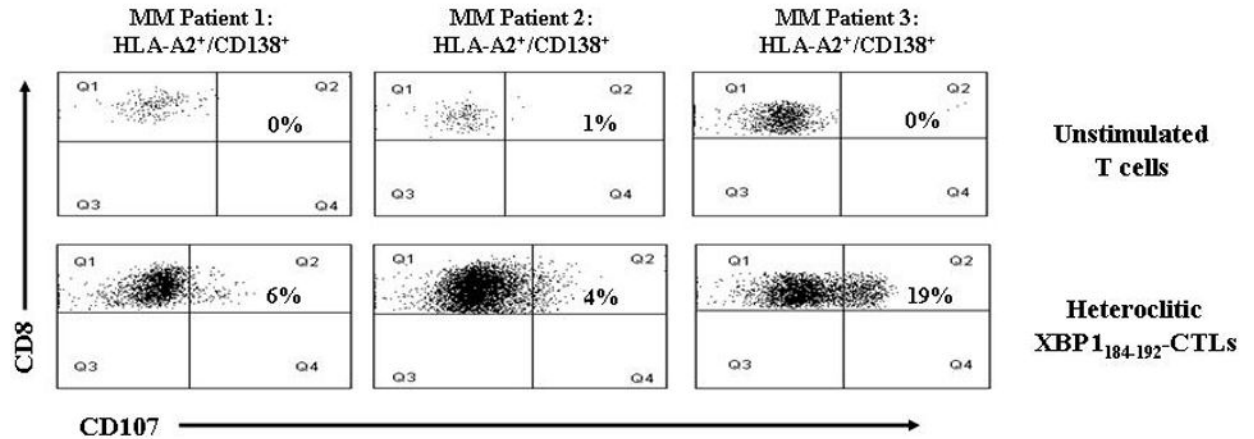 MM Patient 1:
HLA-A2⁺/CD138⁺
MM Patient 2:
HLA-A2⁺/CD138⁺
MM Patient 3:
HLA-A2⁺/CD138⁺
Q1
Q2
0%
Q3
Q4
Q1
Q2
1%
Q3
Q4
Q1
Q2
0%
Q3
Q4
Unstimulated
T cells
Q1
Q2
6%
Q3
Q4
Q1
Q2
4%
Q3
Q4
Q1
Q2
19%
Q3
Q4
Heteroclitic
XBP1₁₈₄₋₁₉₂-CTLs
CD8
CD107